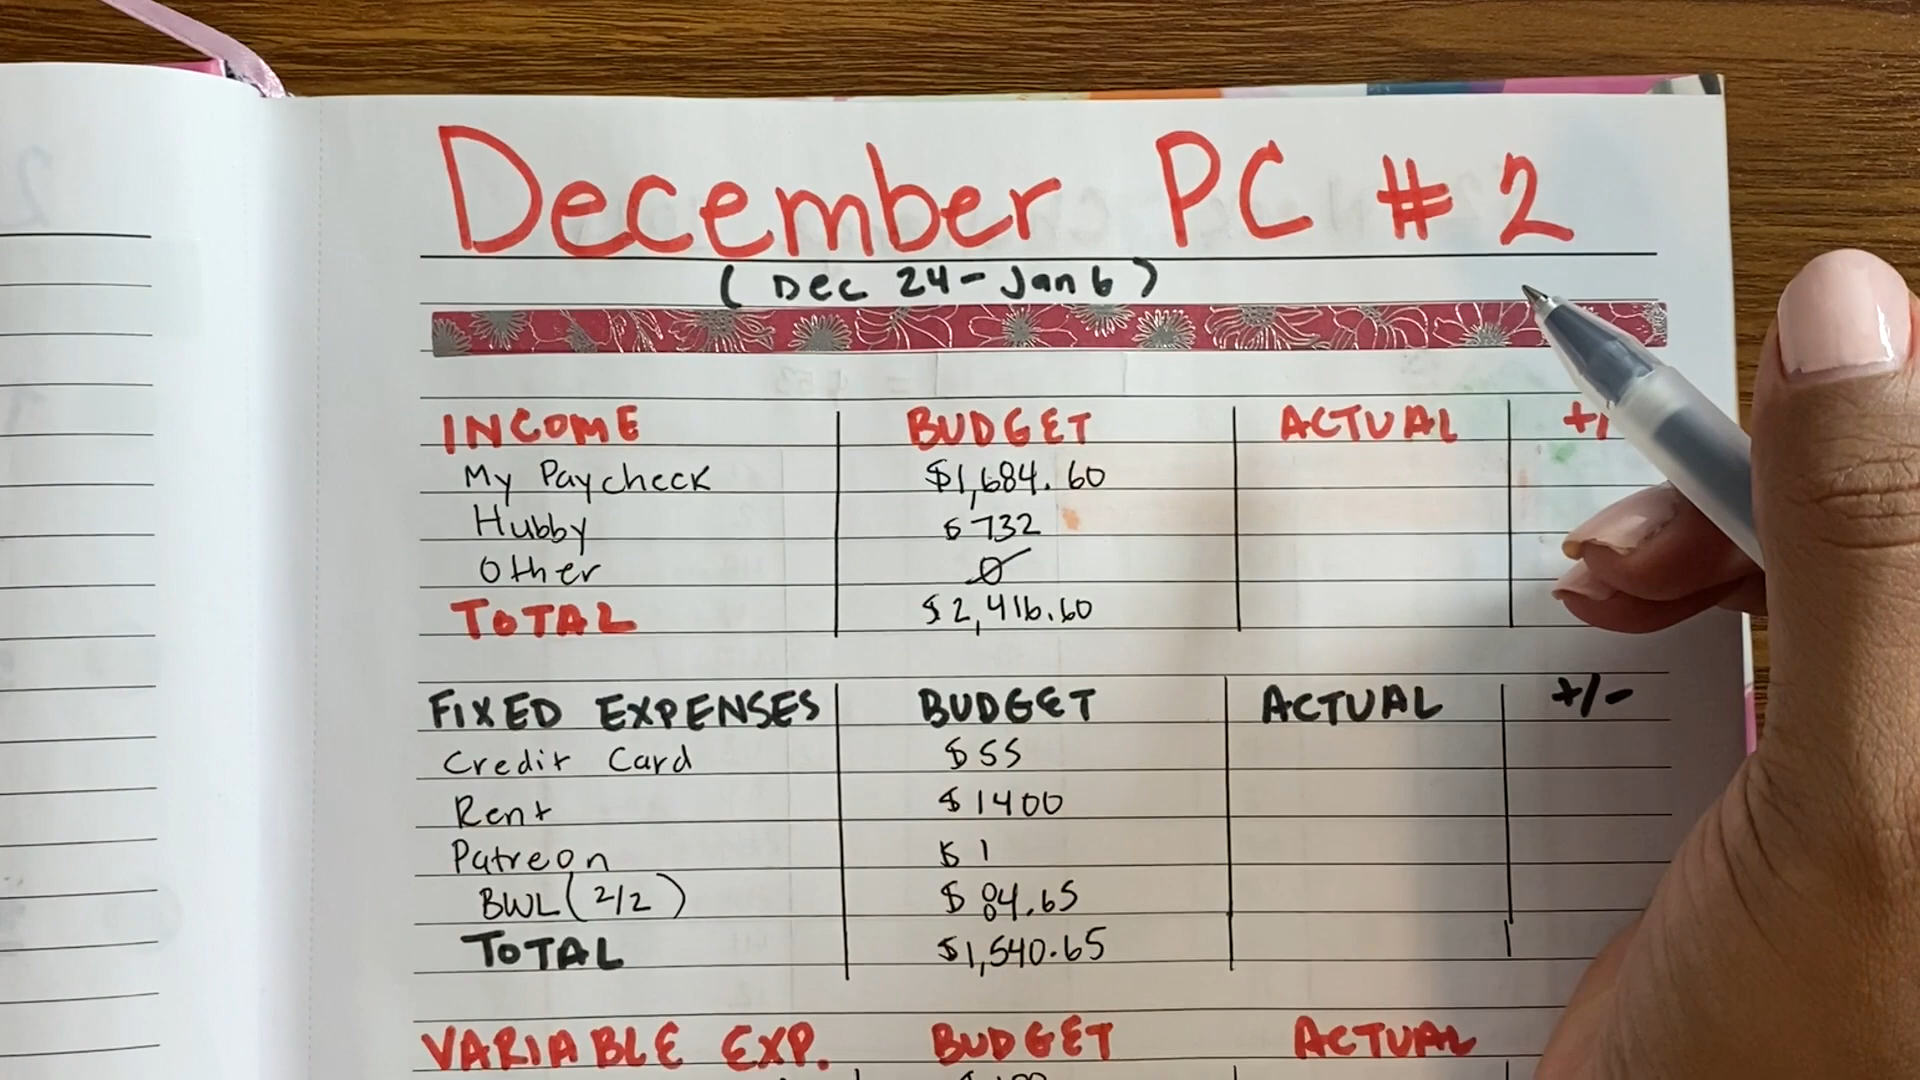 December PC # 2
( Dec 24 - Jan 6 )
INCOME BUDGET ACTUAL
My Paycheck $1,684.60
Hubby $732
Other 0
TOTAL $2,416.60
FIXED EXPENSES BUDGET ACTUAL +/-
Credit Card $55
Rent $1400
Patreon $1
BWL (2/2) $84.65
TOTAL $1,540.65
VARIABLE EXP. BUDGET ACTUAL